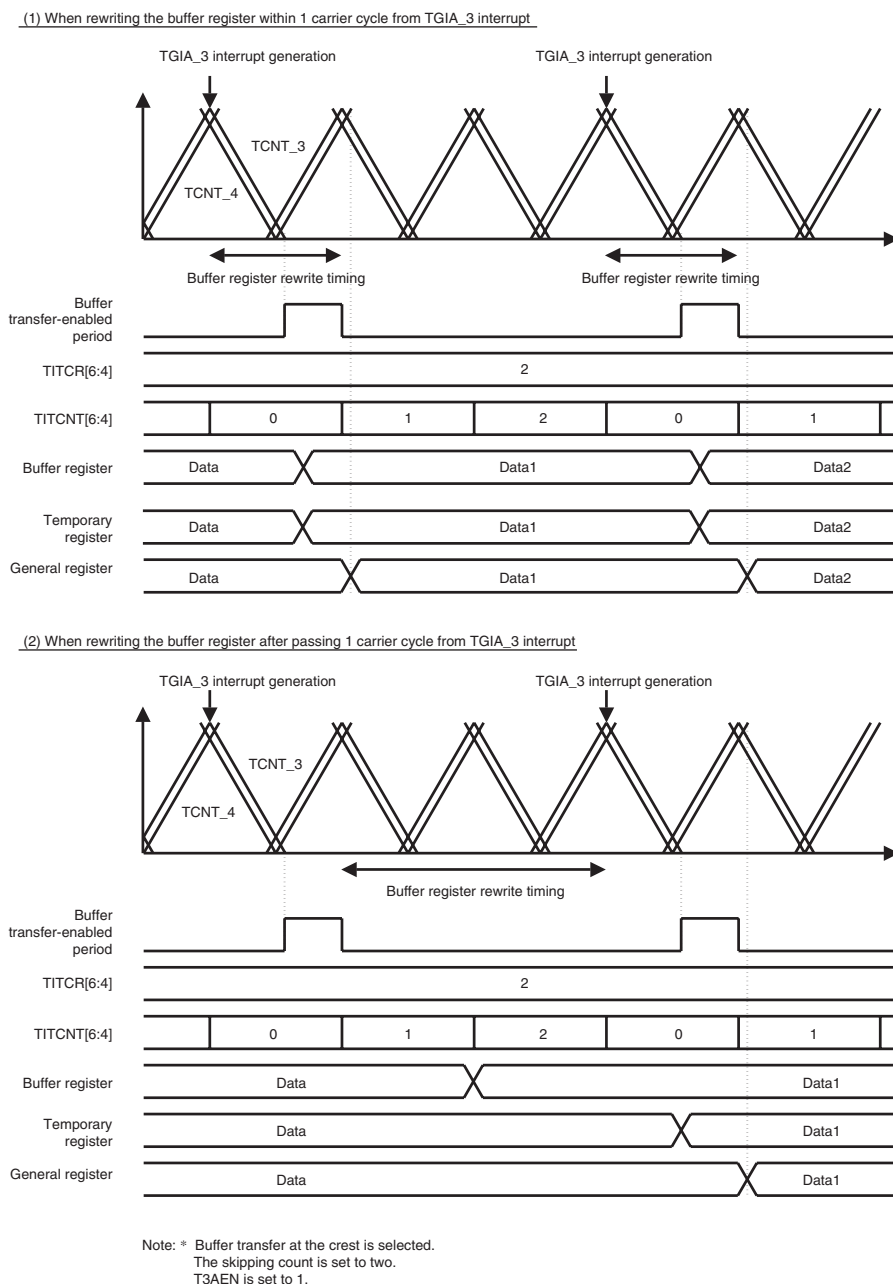 (1) When rewriting the buffer register within 1 carrier cycle from TGIA_3 interrupt
TGIA_3 interrupt generation
TGIA_3 interrupt generation
TCNT_3
TCNT_4
Buffer register rewrite timing
Buffer register rewrite timing
Buffer
transfer-enabled
period
TITCR[6:4]
2
TITCNT[6:4]
0
1
2
0
1
Buffer register
Data
Data1
Data2
Temporary
register
Data
Data1
Data2
General register
Data
Data1
Data2
(2) When rewriting the buffer register after passing 1 carrier cycle from TGIA_3 interrupt
TGIA_3 interrupt generation
TGIA_3 interrupt generation
TCNT_3
TCNT_4
Buffer register rewrite timing
Buffer
transfer-enabled
period
TITCR[6:4]
2
TITCNT[6:4]
0
1
2
0
1
Buffer register
Data
Data1
Temporary
register
Data
Data1
General register
Data
Data1
Note: * Buffer transfer at the crest is selected.
The skipping count is set to two.
T3AEN is set to 1.